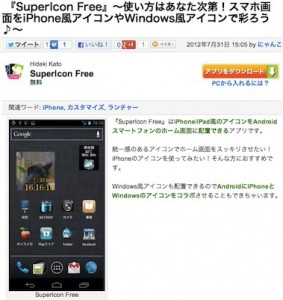 『SuperIcon Free』〜使い方はあなた次第！スマホ画
面をiPhone風アイコンやWindows風アイコンで彩ろう
♪〜
ツイート
いいね！
2012年7月31日 15:05 by にゃんこ
Hideki Kato
SuperIcon Free
無料
アプリをダウンロード
PCから入れるには？
関連ワード: iPhone, カスタマイズ, ランチャー
『SuperIcon Free』はiPhone/iPad風のアイコンをAndroid
スマートフォンのホーム画面に配置できるアプリです。
統一感のあるアイコンでホーム画面をスッキリさせたい！
iPhoneのアイコンを使ってみたい！そんな方におすすめで
す。
Windows風アイコンも配置できるのでAndroidにiPhoneと
Windowsのアイコンをコラボさせることもできちゃいます。
Google
16:16
SuperIcon Free